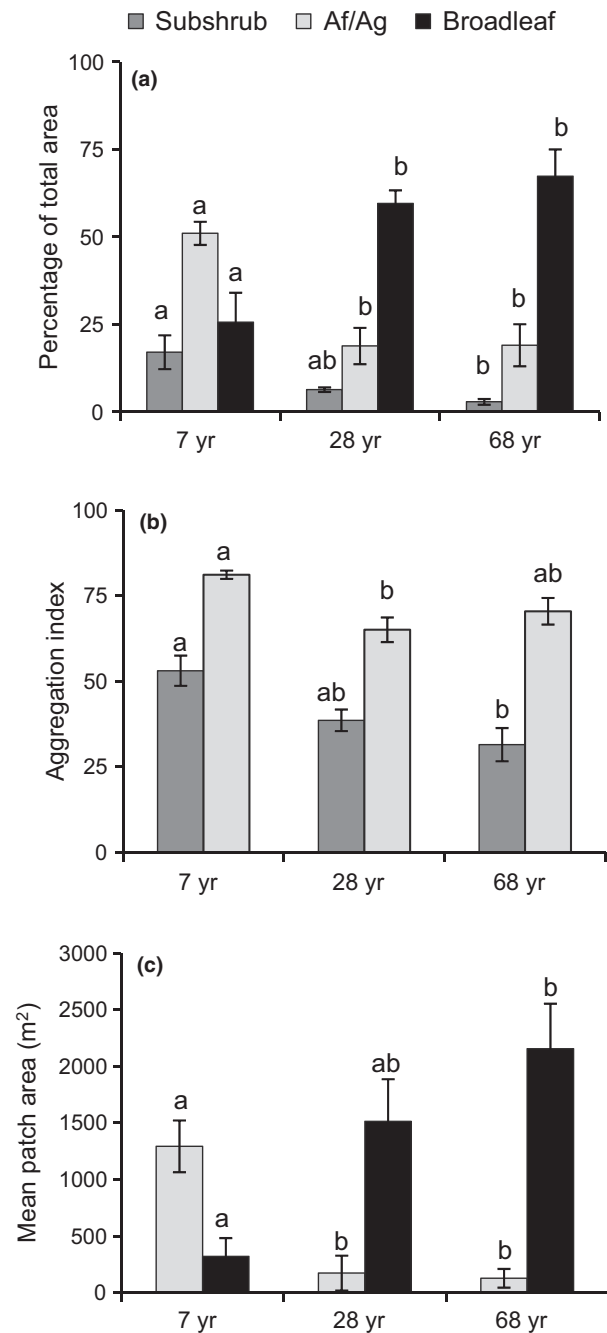 Subshrub Af/Ag Broadleaf
(a)
Percentage of total area
100
75
50
25
0
a a a
ab b b
b b b
7 yr 28 yr 68 yr
(b)
Aggregation index
100
75
50
25
0
a a
ab b
b ab
7 yr 28 yr 68 yr
(c)
Mean patch area (m²)
3000
2500
2000
1500
1000
500
0
a a
b ab
b b
7 yr 28 yr 68 yr